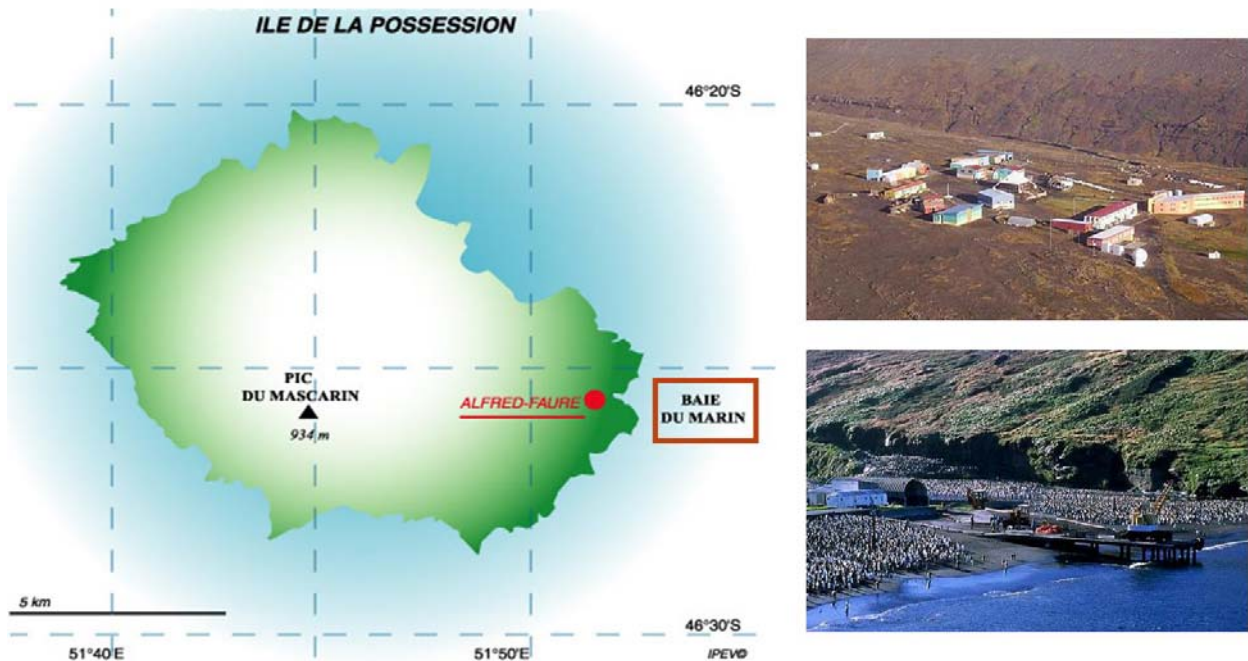 ILE DE LA POSSESSION
46°20'S
PIC
DU MASCARIN
934 m
ALFRED-FAURE
BAIE
DU MARIN
5 km
46°30'S
51°40'E
51°50'E
IPEV©